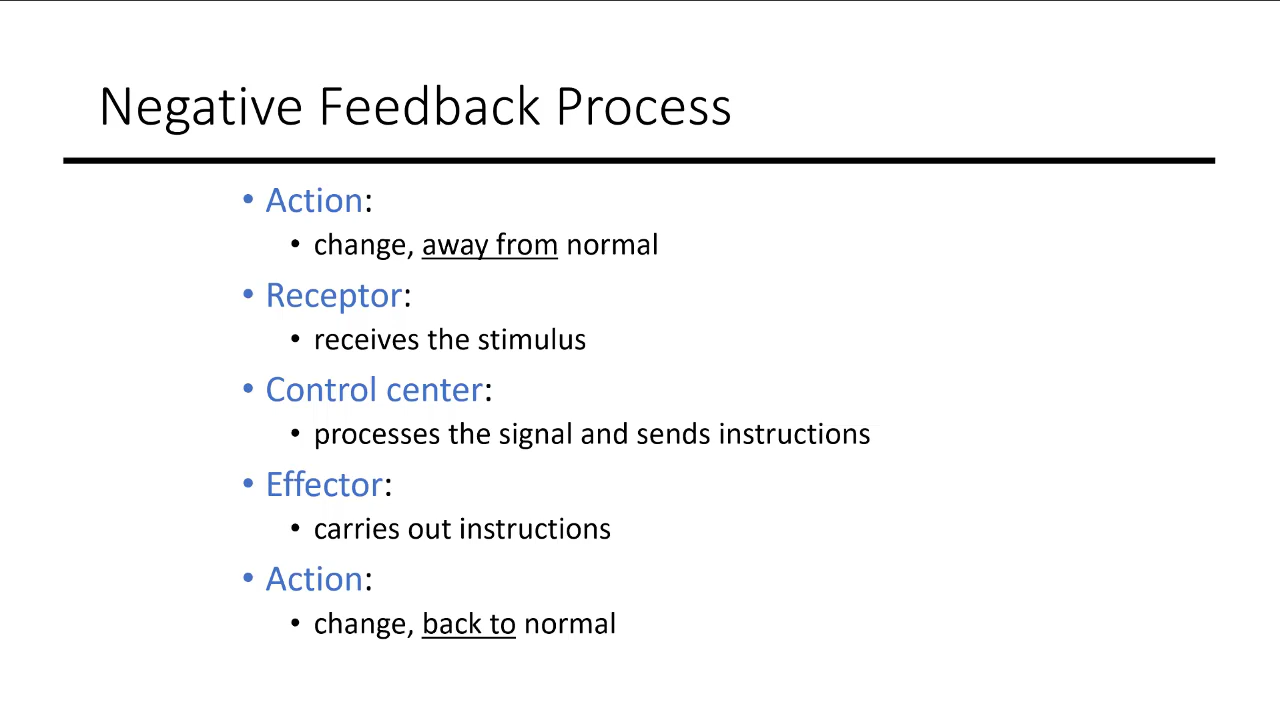 Negative Feedback Process
• Action:
• change, away from normal
• Receptor:
• receives the stimulus
• Control center:
• processes the signal and sends instructions
• Effector:
• carries out instructions
• Action:
• change, back to normal